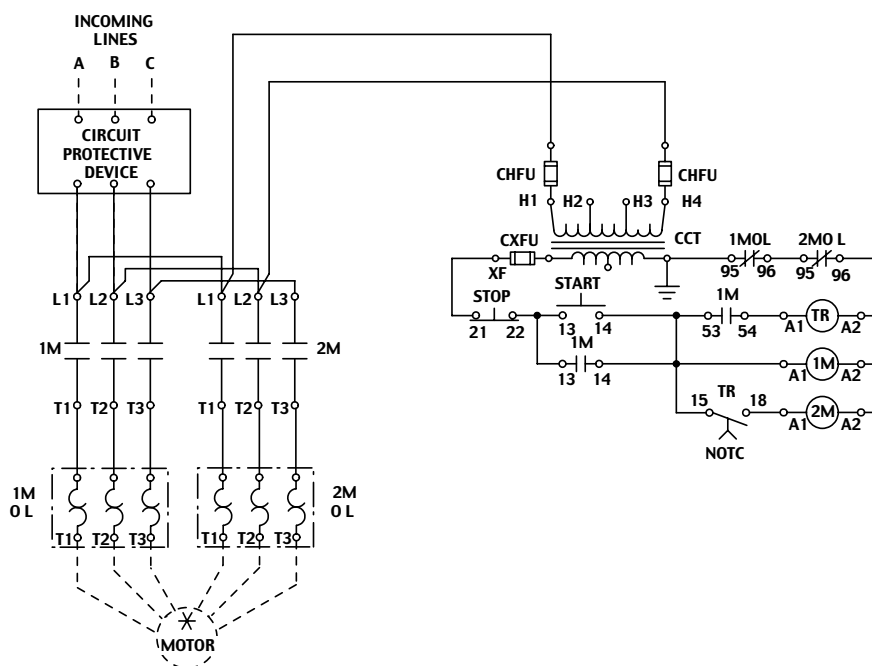 INCOMING
LINES
A B C
CIRCUIT
PROTECTIVE
DEVICE
CHFU CHFU
H1 H2 H3 H4
CCT
CXFU
XF
1MOL 2MO L
95 96 95 96
L1 L2 L3 L1 L2 L3
STOP START 1M
21 22 13 14 53 54 A1 TR A2
1M 2M
1M
13 14 A1 1M A2
T1 T2 T3 T1 T2 T3
TR
15 18 A1 2M A2
NOTC
1M
O L
2M
O L
T1 T2 T3 T1 T2 T3
MOTOR